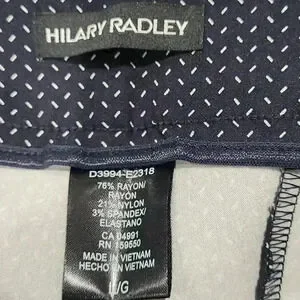 HILARY RADLEY
D3994-E2318
76% RAYON/
RAYÓN
21% NYLON
3% SPANDEX/
ELASTANO
CA 04991
RN 159550
MADE IN VIETNAM
HECHO EN VIETNAM
/G